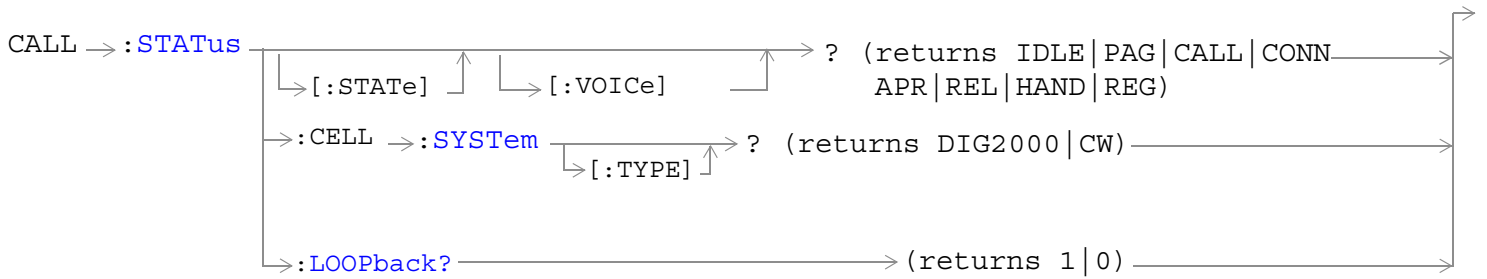 CALL :STATus ? (returns IDLE|PAG|CALL|CONN
[:STATe] [:VOICe] APR|REL|HAND|REG)
:CELL :SYSTem ? (returns DIG2000|CW)
[:TYPE]
:LOOPback? (returns 1|0)